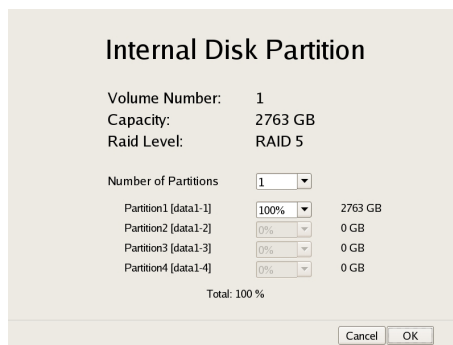 Internal Disk Partition
Volume Number: 1
Capacity: 2763 GB
Raid Level: RAID 5
Number of Partitions 1
Partition1 [data1-1] 100% 2763 GB
Partition2 [data1-2] 0% 0 GB
Partition3 [data1-3] 0% 0 GB
Partition4 [data1-4] 0% 0 GB
Total: 100 %
Cancel OK